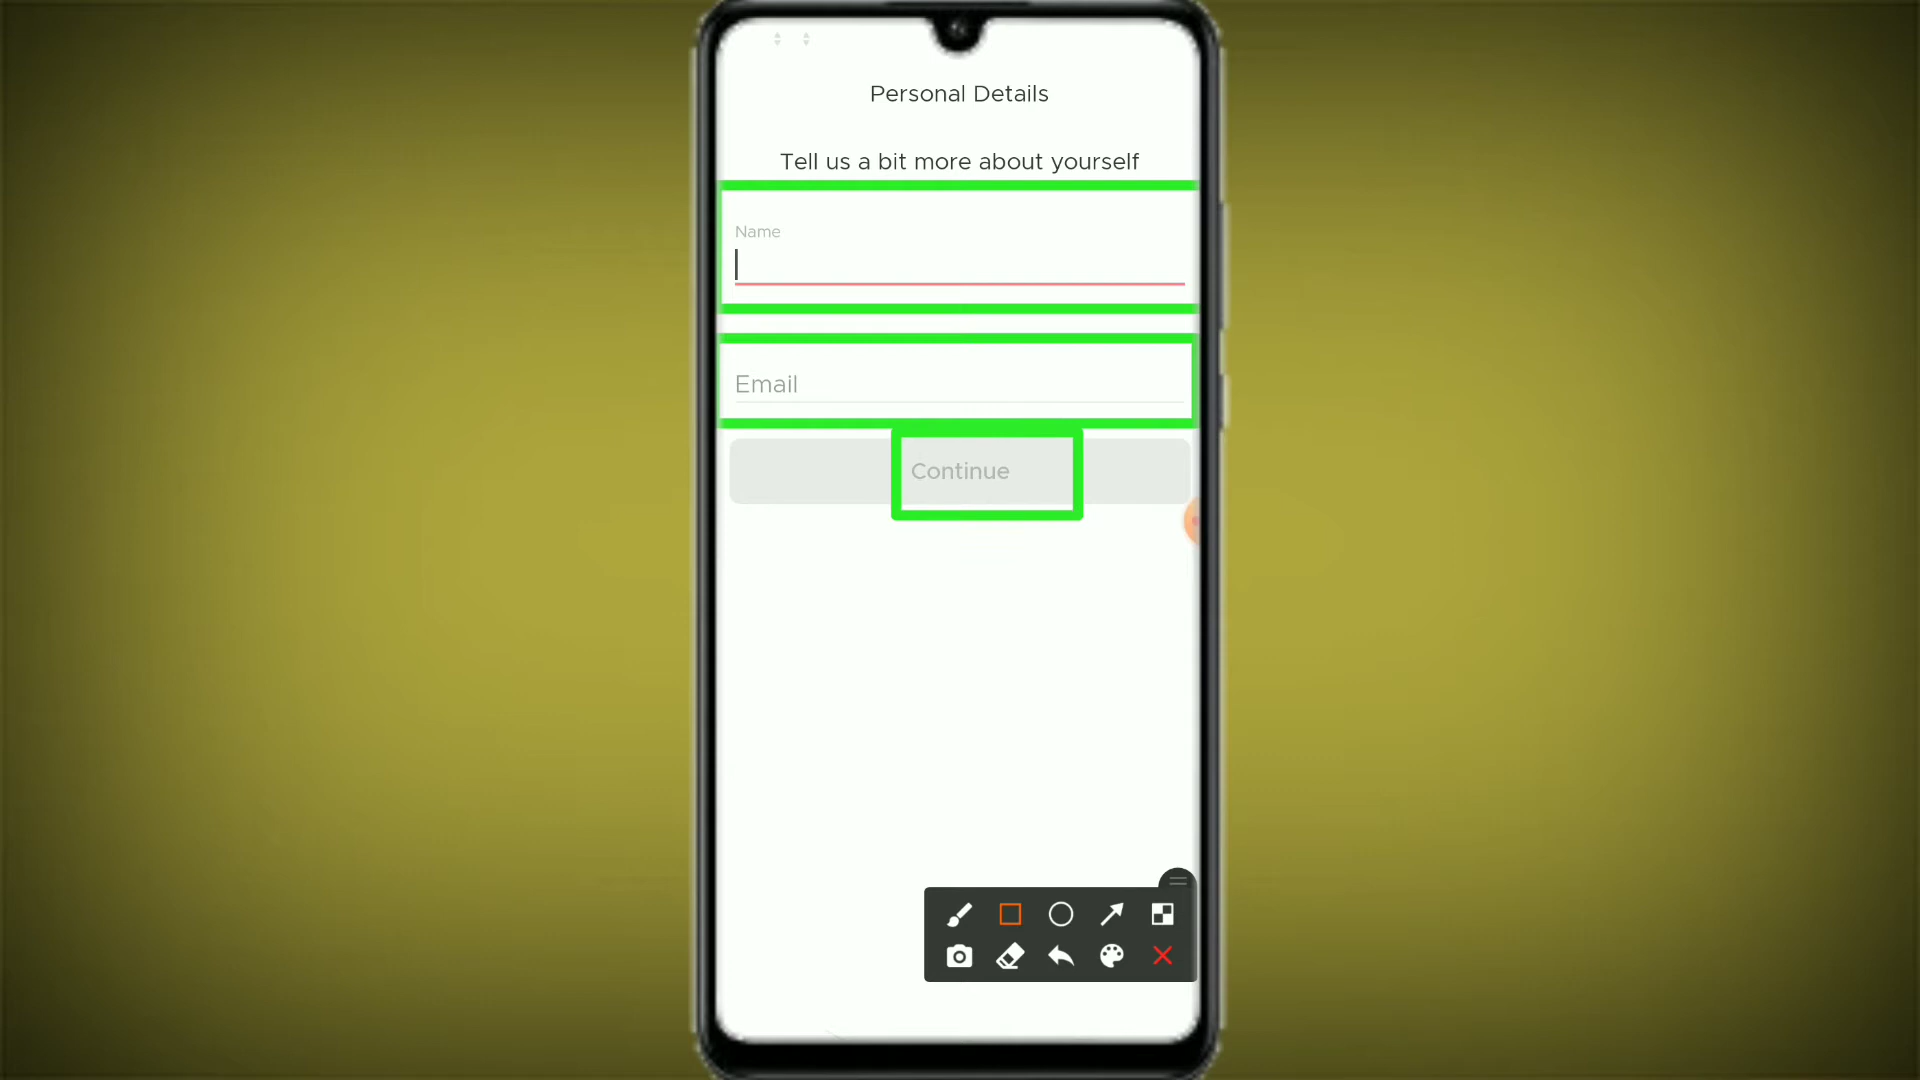 Personal Details
Tell us a bit more about yourself
Name
Email
Continue